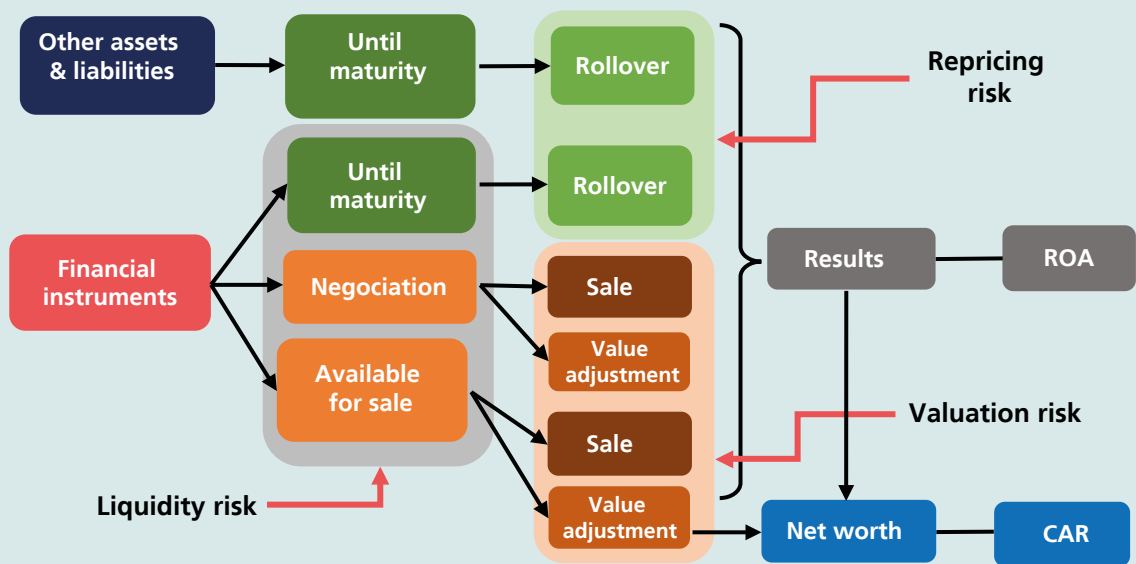 Other assets
& liabilities
Until
maturity
Rollover
Repricing
risk
Until
maturity
Rollover
Financial
instruments
Negociation
Sale
Results
ROA
Value
adjustment
Available
for sale
Sale
Valuation risk
Liquidity risk
Value
adjustment
Net worth
CAR